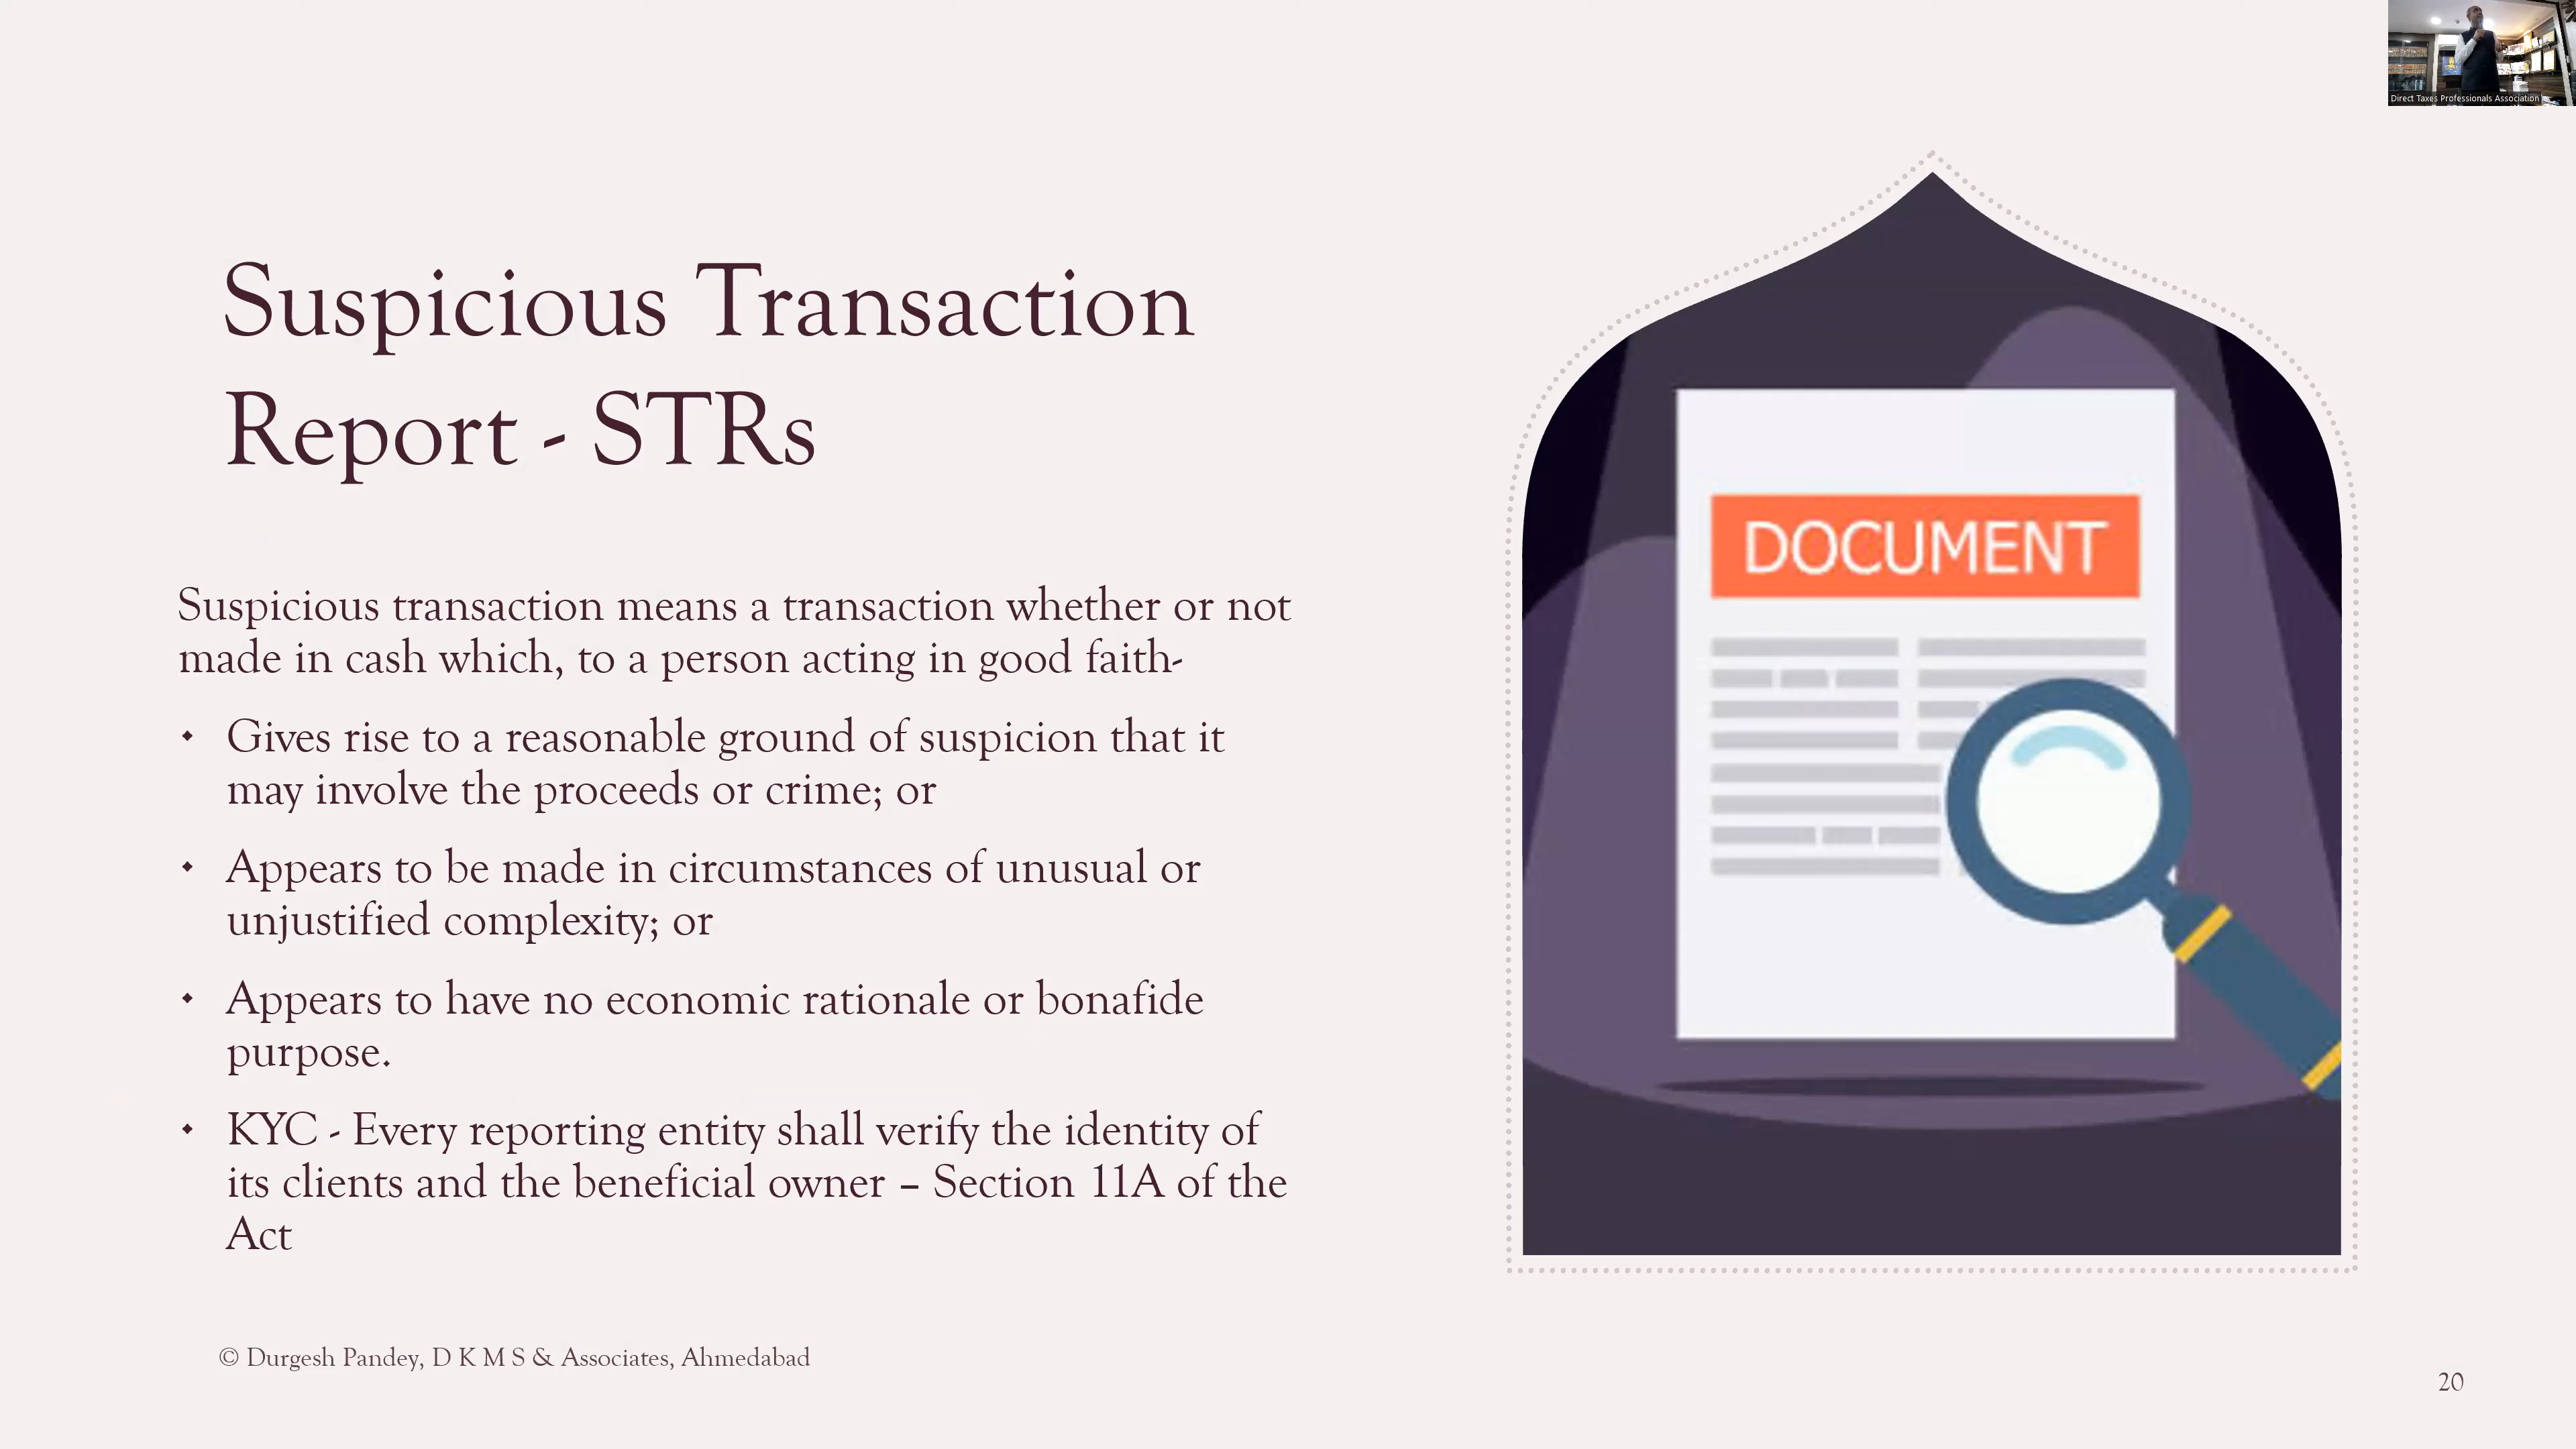 Direct Taxes Professionals Association
Suspicious Transaction
Report - STRs
Suspicious transaction means a transaction whether or not
made in cash which, to a person acting in good faith-
• Gives rise to a reasonable ground of suspicion that it
may involve the proceeds or crime; or
• Appears to be made in circumstances of unusual or
unjustified complexity; or
• Appears to have no economic rationale or bonafide
purpose.
• KYC - Every reporting entity shall verify the identity of
its clients and the beneficial owner – Section 11A of the
Act
DOCUMENT
© Durgesh Pandey, D K M S & Associates, Ahmedabad
20